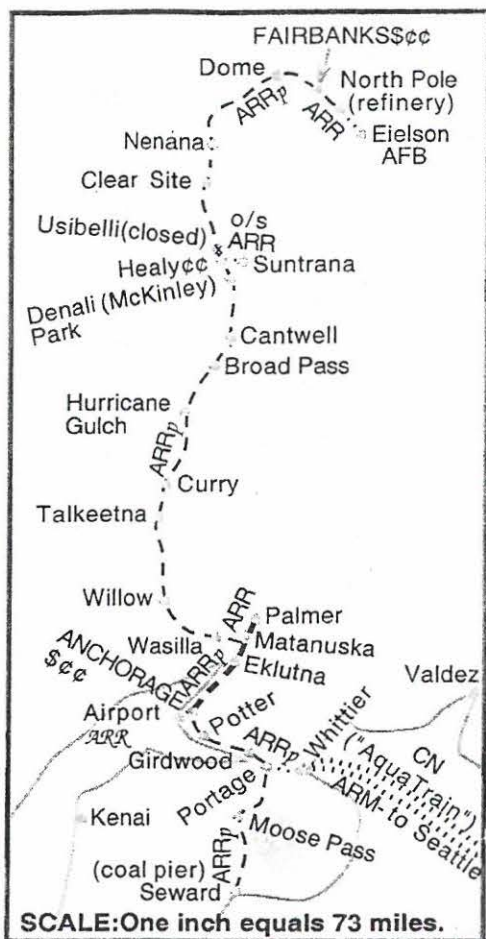 FAIRBANKS$¢¢
Dome
North Pole
(refinery)
ARRp
ARR
Eielson
AFB
Nenana
Clear Site
Usibelli(closed)
o/s
ARR
Healy¢¢
Suntrana
Denali (McKinley)
Park
Cantwell
Broad Pass
Hurricane
Gulch
ARRp
Curry
Talkeetna
Willow
ARR
Palmer
Wasilla
Matanuska
ANCHORAGE
$¢¢
ARRp
Eklutna
Valdez
Airport
ARR
Potter
Girdwood
ARRp
Whittier
CN
("AquaTrain")
ARM- to Seattle
Portage
Kenai
Moose Pass
ARRp
(coal pier)
Seward
SCALE:One inch equals 73 miles.